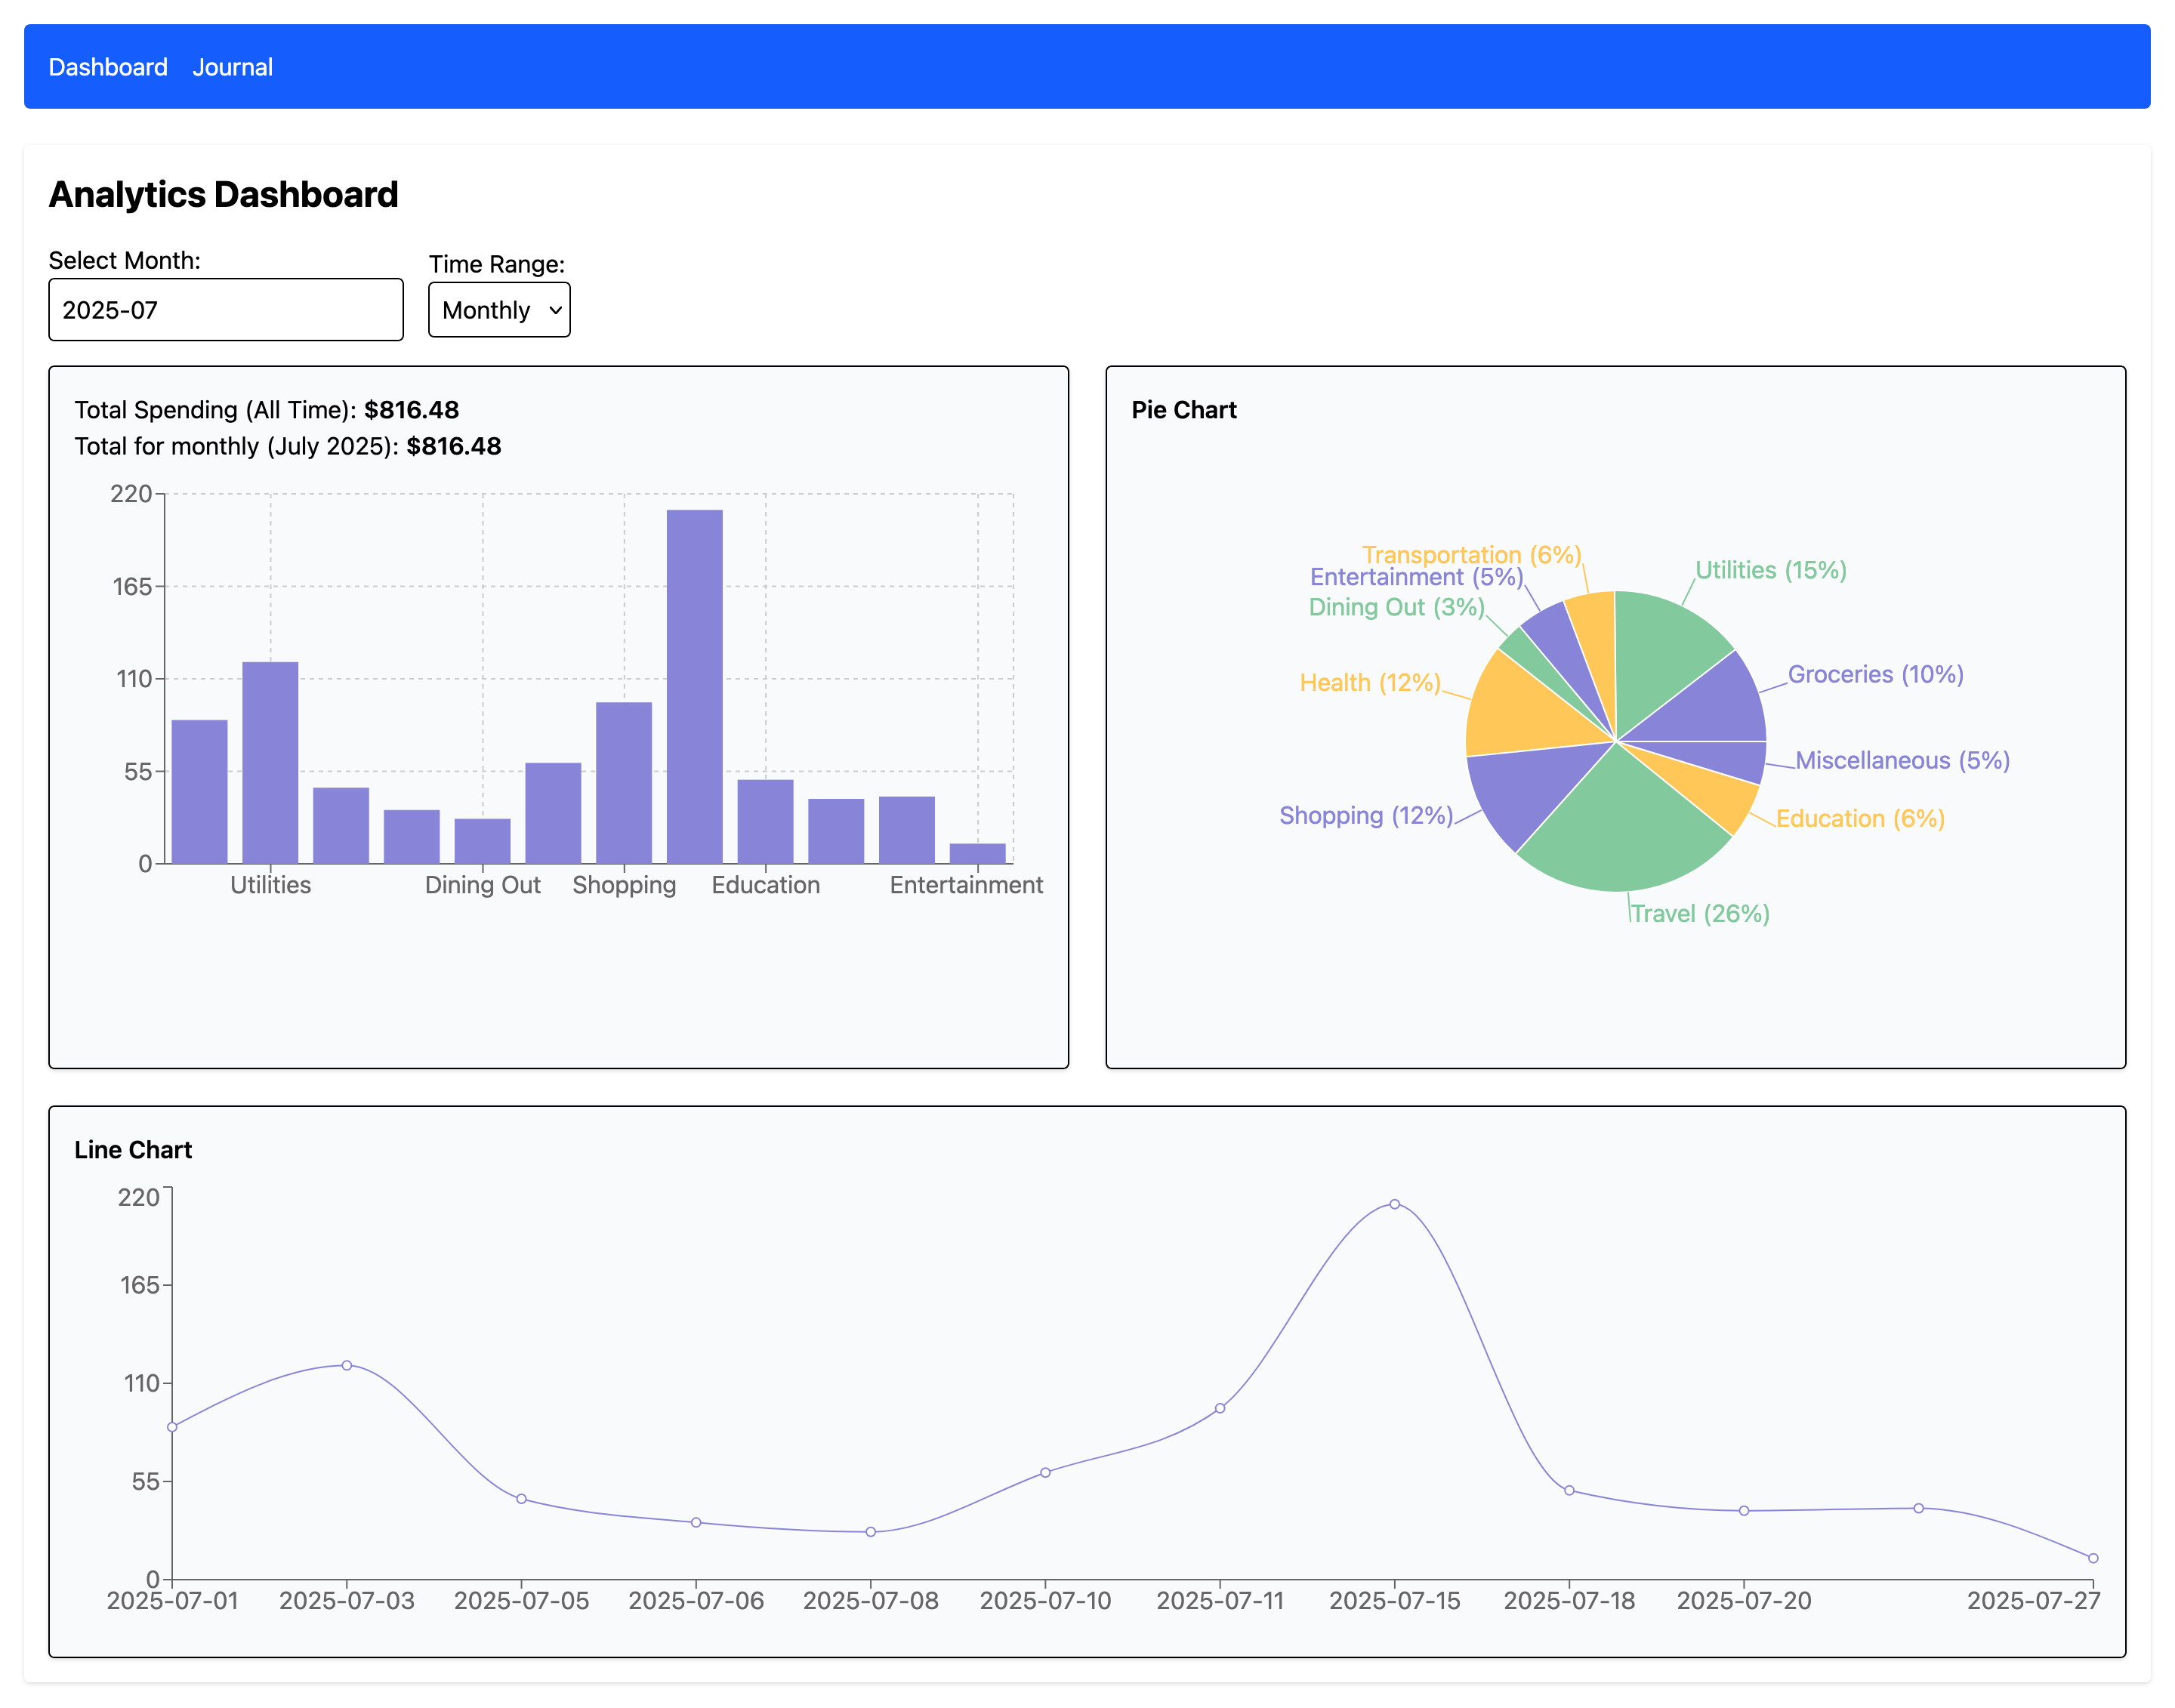 Dashboard Journal
Analytics Dashboard
Select Month:
2025-07
Time Range:
Monthly
Total Spending (All Time): $816.48
Total for monthly (July 2025): $816.48
220
165
110
55
0
Utilities Dining Out Shopping Education Entertainment
Pie Chart
Transportation (6%)
Utilities (15%)
Entertainment (5%)
Dining Out (3%)
Groceries (10%)
Health (12%)
Miscellaneous (5%)
Shopping (12%)
Education (6%)
Travel (26%)
Line Chart
220
165
110
55
0
2025-07-01 2025-07-03 2025-07-05 2025-07-06 2025-07-08 2025-07-10 2025-07-11 2025-07-15 2025-07-18 2025-07-20 2025-07-27